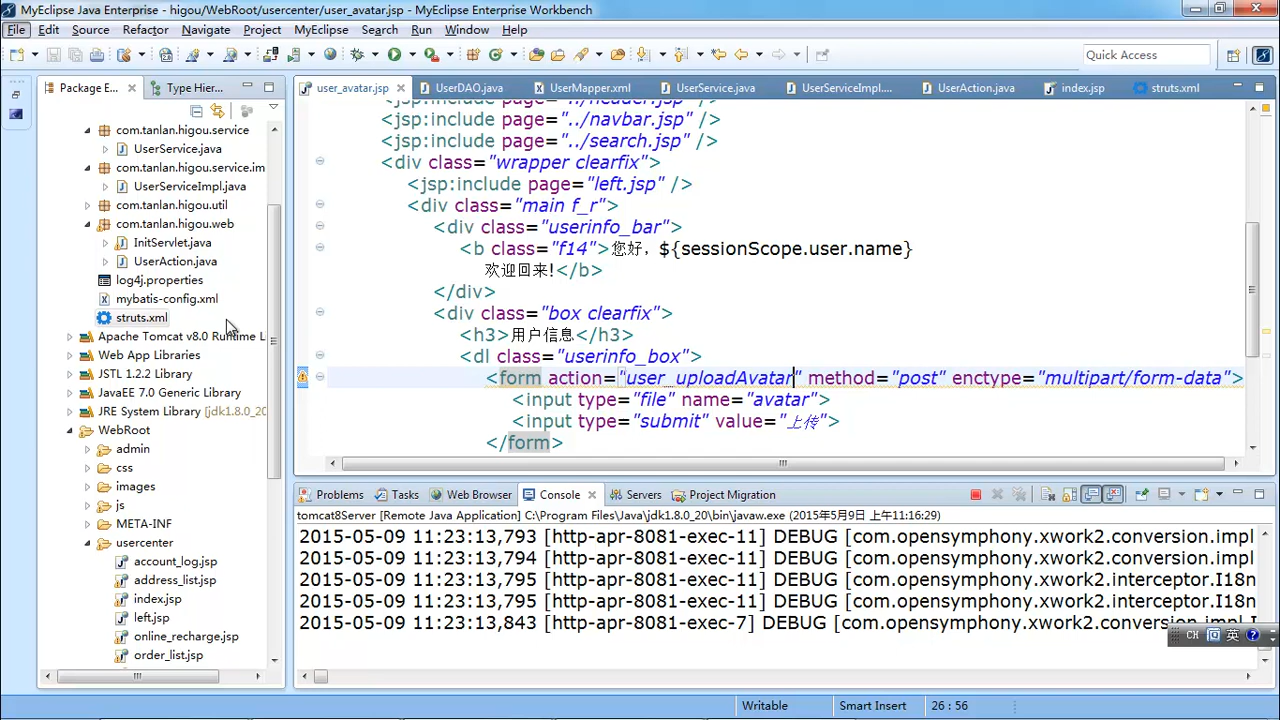 MyEclipse Java Enterprise - higou/WebRoot/usercenter/user_avatar.jsp - MyEclipse Enterprise Workbench
File Edit Source Refactor Navigate Project MyEclipse Search Run Window Help
Quick Access
Package E... Type Hier...
com.tanlan.higou.service
UserService.java
com.tanlan.higou.service.im
UserServiceImpl.java
com.tanlan.higou.util
com.tanlan.higou.web
InitServlet.java
UserAction.java
log4j.properties
mybatis-config.xml
struts.xml
Apache Tomcat v8.0 Runtime L
Web App Libraries
JSTL 1.2.2 Library
JavaEE 7.0 Generic Library
JRE System Library [jdk1.8.0_20
WebRoot
admin
css
images
js
META-INF
usercenter
account_log.jsp
address_list.jsp
index.jsp
left.jsp
online_recharge.jsp
order_list.jsp
user_avatar.jsp UserDAO.java UserMapper.xml UserService.java UserServiceImpl.... UserAction.java index.jsp struts.xml
<jsp:include page="../header.jsp" />
<jsp:include page="../navbar.jsp" />
<jsp:include page="../search.jsp" />
<div class="wrapper clearfix">
<jsp:include page="left.jsp" />
<div class="main f_r">
<div class="userinfo_bar">
<b class="f14">您好，${sessionScope.user.name}
欢迎回来!</b>
</div>
<div class="box clearfix">
<h3>用户信息</h3>
<dl class="userinfo_box">
<form action="user_uploadAvatar" method="post" enctype="multipart/form-data">
<input type="file" name="avatar">
<input type="submit" value="上传">
</form>
Problems Tasks Web Browser Console Servers Project Migration
tomcat8Server [Remote Java Application] C:\Program Files\Java\jdk1.8.0_20\bin\javaw.exe (2015年5月9日 上午11:16:29)
2015-05-09 11:23:13,793 [http-apr-8081-exec-11] DEBUG [com.opensymphony.xwork2.conversion.impl
2015-05-09 11:23:13,794 [http-apr-8081-exec-11] DEBUG [com.opensymphony.xwork2.conversion.impl
2015-05-09 11:23:13,795 [http-apr-8081-exec-11] DEBUG [com.opensymphony.xwork2.interceptor.I18n
2015-05-09 11:23:13,795 [http-apr-8081-exec-11] DEBUG [com.opensymphony.xwork2.interceptor.I18n
2015-05-09 11:23:13,843 [http-apr-8081-exec-7] DEBUG [com.opensymphony.xwork2.conversion.impl.
CH 英
Writable Smart Insert 26 : 56